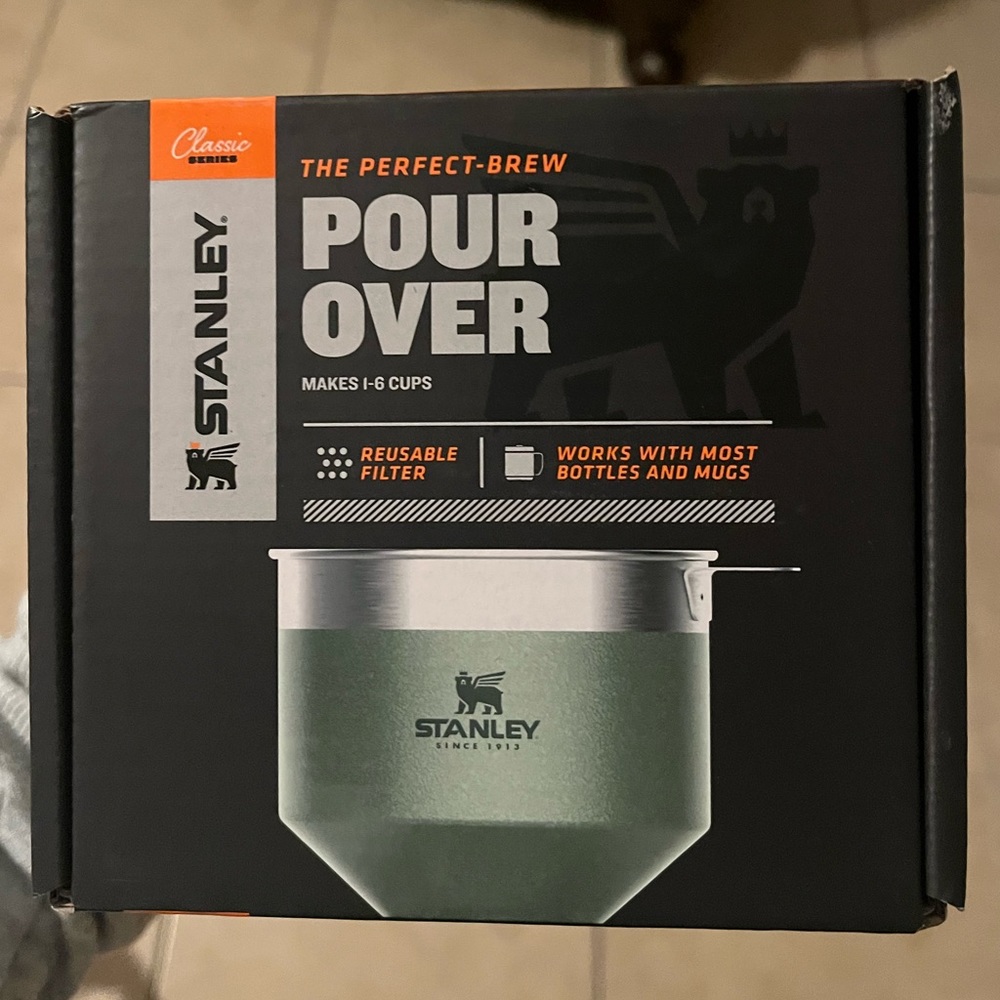 Classic
SERIES
STANLEY®
THE PERFECT-BREW
POUR
OVER
MAKES 1-6 CUPS
REUSABLE
FILTER
WORKS WITH MOST
BOTTLES AND MUGS
STANLEY
SINCE 1913